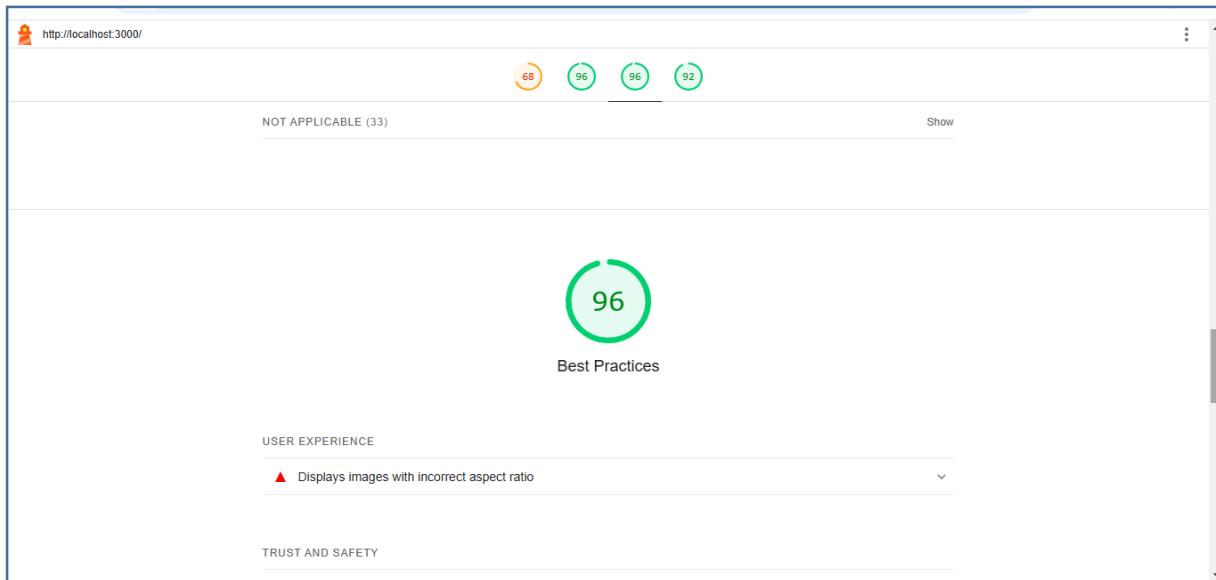 http://localhost:3000/
68 96 96 92
NOT APPLICABLE (33) Show
96
Best Practices
USER EXPERIENCE
Displays images with incorrect aspect ratio
TRUST AND SAFETY